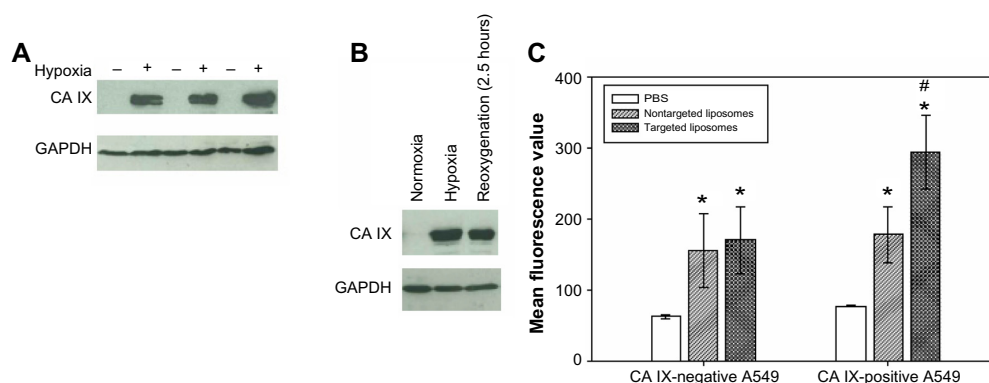 A
Hypoxia – + – + – +
CA IX
GAPDH
B
Normoxia
Hypoxia
Reoxygenation (2.5 hours)
CA IX
GAPDH
C
Mean fluorescence value
400
300
200
100
0
PBS
Nontargeted liposomes
Targeted liposomes
* *
* # *
CA IX-negative A549 CA IX-positive A549